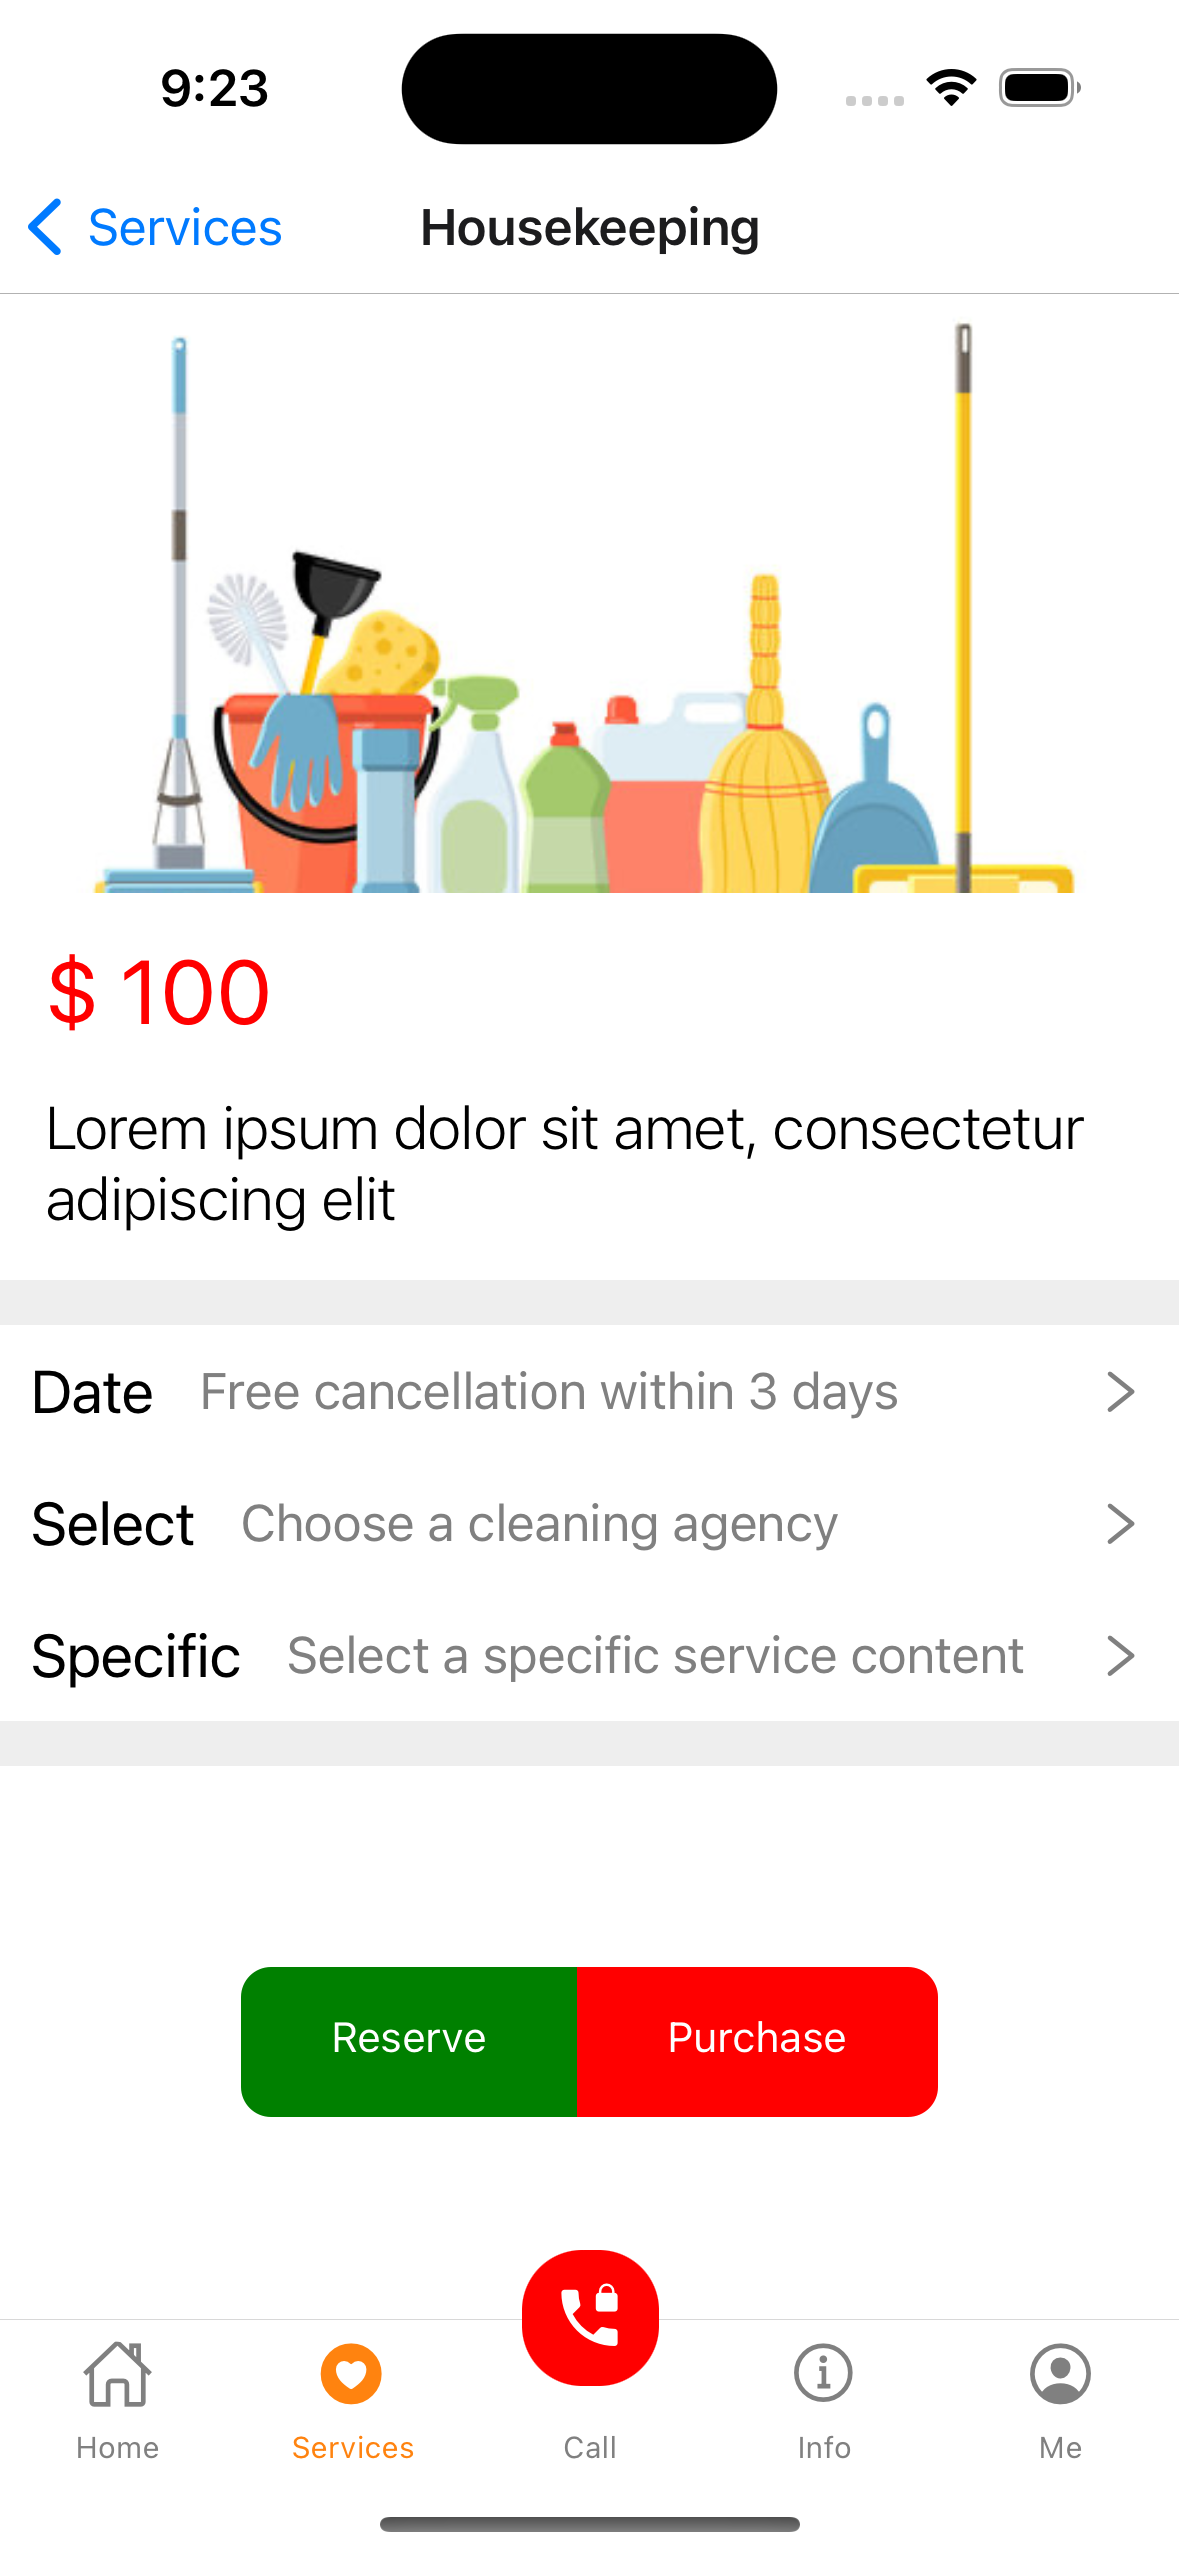 9:23
Services Housekeeping
$ 100
Lorem ipsum dolor sit amet, consectetur
adipiscing elit
Date Free cancellation within 3 days
Select Choose a cleaning agency
Specific Select a specific service content
Reserve Purchase
Home Services Call Info Me